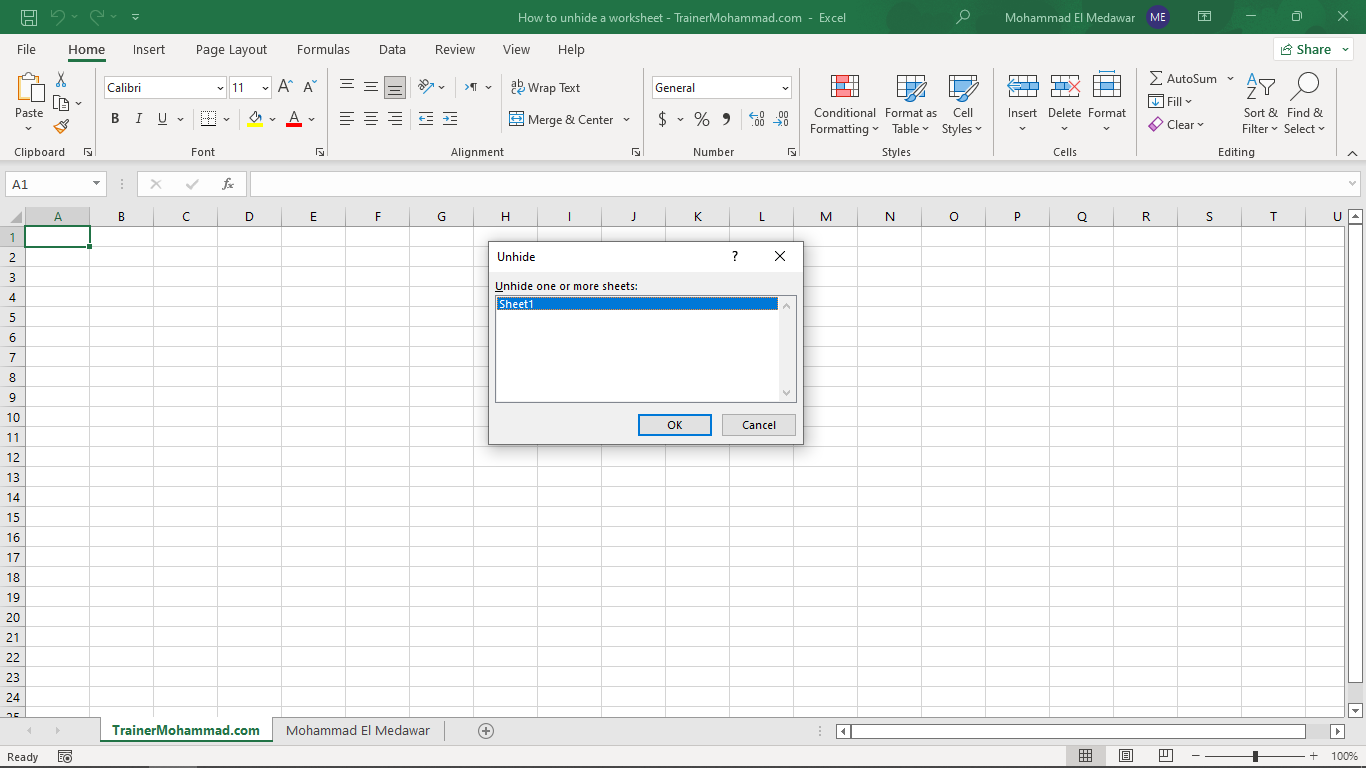 How to unhide a worksheet - TrainerMohammad.com - Excel
Mohammad El Medawar ME
File Home Insert Page Layout Formulas Data Review View Help
Share
Paste
Clipboard
Calibri 11
B I U A
Font
ab Wrap Text
Merge & Center
Alignment
General
$ % 9 .00 .00
Number
Conditional Formatting
Format as Table
Cell Styles
Styles
Insert Delete Format
Cells
AutoSum
Fill
Clear
Sort & Filter
Find & Select
Editing
A1
fx
A B C D E F G H I J K L M N O P Q R S T U
1
2
3
4
5
6
7
8
9
10
11
12
13
14
15
16
17
18
19
20
21
22
23
24
25
Unhide ?
Unhide one or more sheets:
Sheet1
OK Cancel
TrainerMohammad.com Mohammad El Medawar
Ready
100%